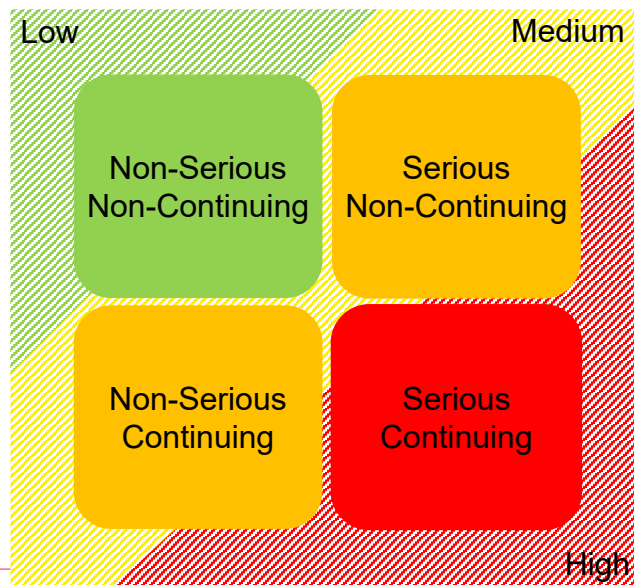 Low
Medium
Non-Serious
Non-Continuing
Serious
Non-Continuing
Non-Serious
Continuing
Serious
Continuing
High